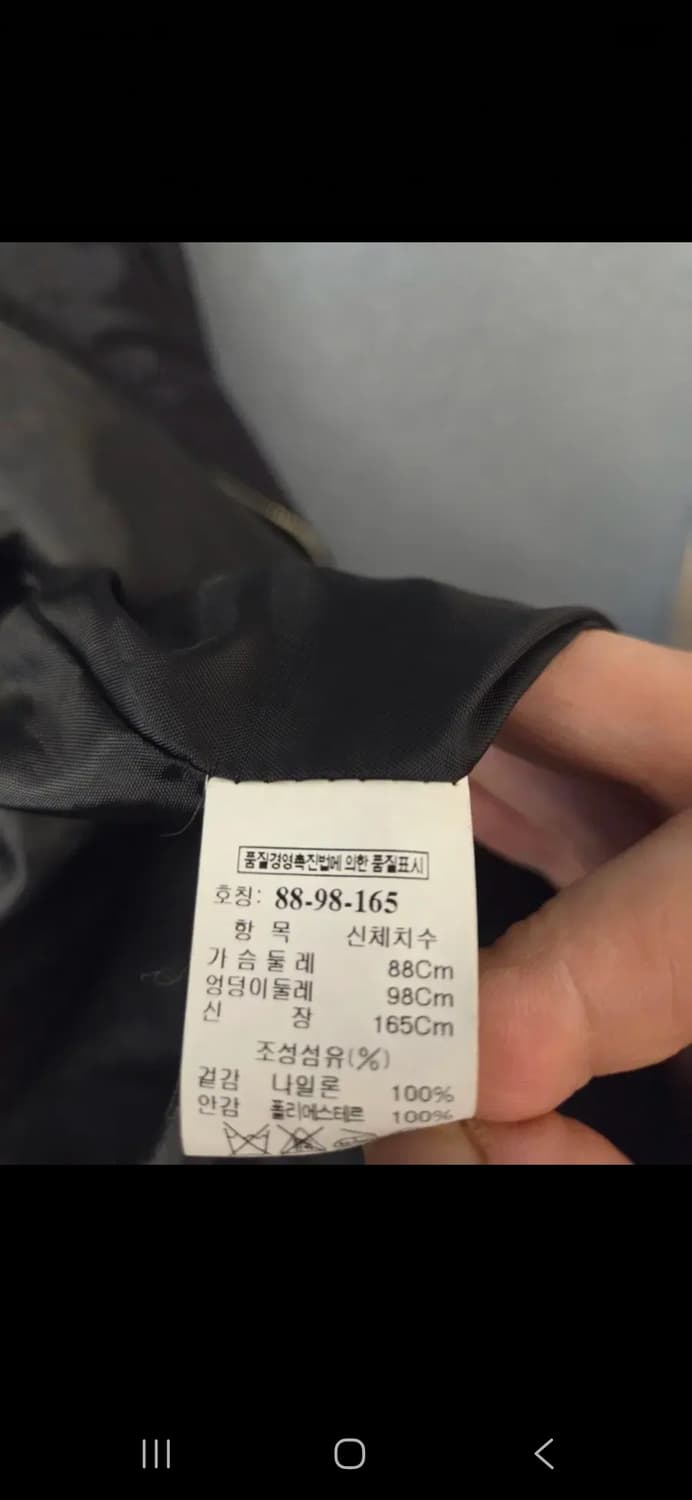 품질경영촉진법에 의한 품질표시
호칭: 88-98-165
항 목 신체치수
가 슴 둘 레 88Cm
엉덩이둘레 98Cm
신 장 165Cm
조성섬유(%)
겉감 나일론 100%
안감 폴리에스테르 100%